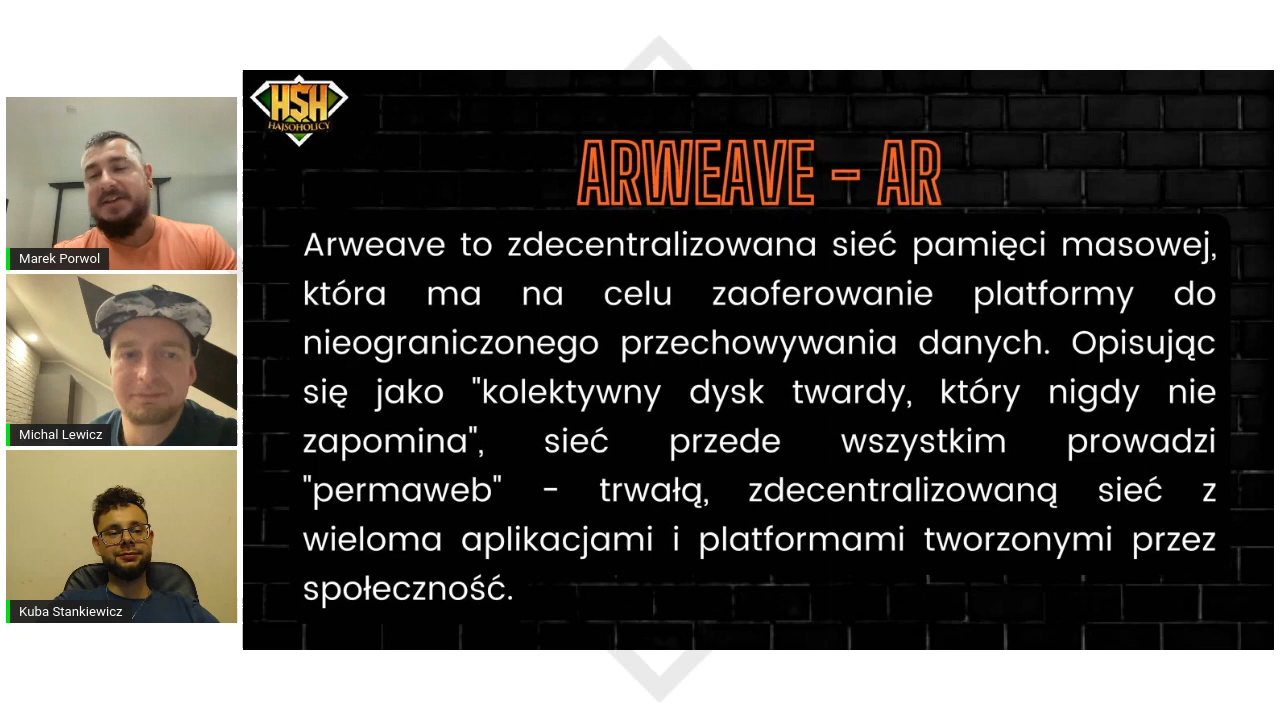 HSH
HAJSOHOLICY
ARWEAVE – AR
Arweave to zdecentralizowana sieć pamięci masowej,
która ma na celu zaoferowanie platformy do
nieograniczonego przechowywania danych. Opisując
się jako "kolektywny dysk twardy, który nigdy nie
zapomina", sieć przede wszystkim prowadzi
"permaweb" - trwałą, zdecentralizowaną sieć z
wieloma aplikacjami i platformami tworzonymi przez
społeczność.
Marek Porwol
Michal Lewicz
Kuba Stankiewicz